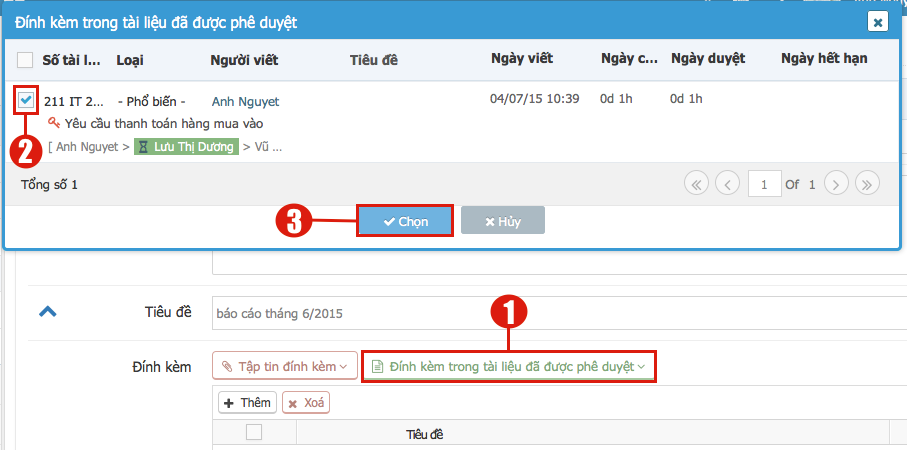 Đính kèm trong tài liệu đã được phê duyệt
Số tài l... Loại Người viết Tiêu đề Ngày viết Ngày c... Ngày duyệt Ngày hết hạn
211 IT 2... - Phổ biến - Anh Nguyet 04/07/15 10:39 0d 1h 0d 1h
Yêu cầu thanh toán hàng mua vào
2 [ Anh Nguyet > Lưu Thị Dương > Vũ ...
Tổng số 1 1 Of 1
3 Chọn Hủy
1
Tiêu đề báo cáo tháng 6/2015
Đính kèm Tập tin đính kèm Đính kèm trong tài liệu đã được phê duyệt
Thêm Xoá
Tiêu đề